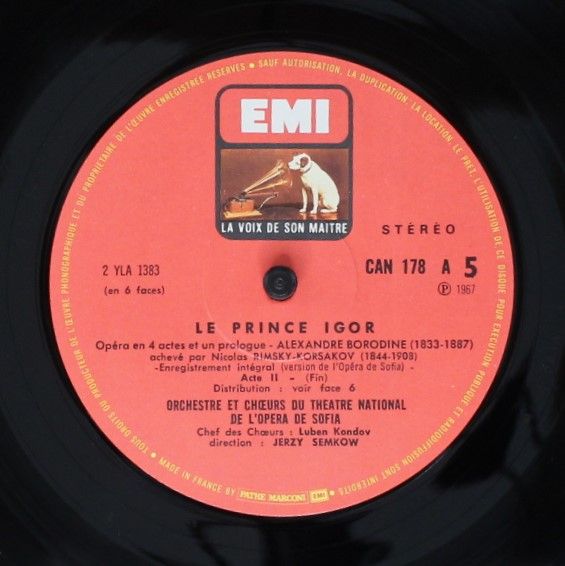 EMI
LA VOIX DE SON MAITRE
STÉRÉO
2 YLA 1383
(en 6 faces)
CAN 178 A 5
Ⓟ 1967
LE PRINCE IGOR
Opéra en 4 actes et un prologue - ALEXANDRE BORODINE (1833-1887)
achevé par Nicolas RIMSKY-KORSAKOV (1844-1908)
-Enregistrement intégral (version de l'Opéra de Sofia) -
Acte II - (Fin)
Distribution : voir face 6
ORCHESTRE ET CHŒURS DU THEATRE NATIONAL
DE L'OPERA DE SOFIA
Chef des Chœurs : Luben Kondov
direction : JERZY SEMKOW
• TOUS DROITS DU PRODUCTEUR DE L'ŒUVRE PHONOGRAPHIQUE ET DU PROPRIETAIRE DE L'ŒUVRE ENREGISTREE RESERVES • SAUF AUTORISATION, LA DUPLICATION, LA LOCATION, LE PRÊT, L'UTILISATION DE CE DISQUE POUR EXECUTION PUBLIQUE ET RADIODIFFUSION SONT INTERDITS •
MADE IN FRANCE BY PATHE MARCONI EMI